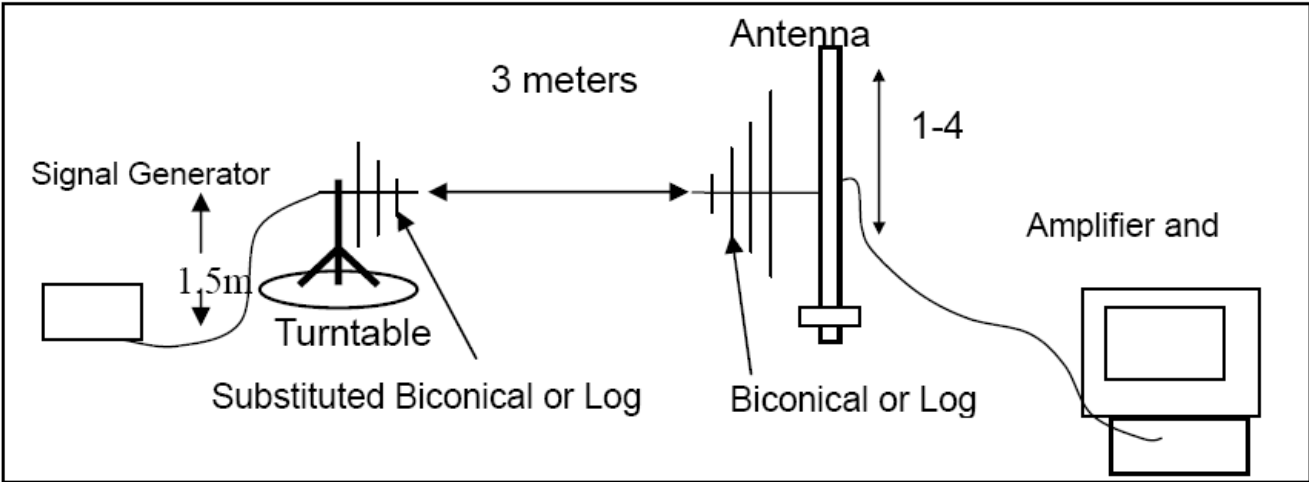 Antenna
3 meters
1-4
Signal Generator
Amplifier and
1.5m
Turntable
Substituted Biconical or Log
Biconical or Log